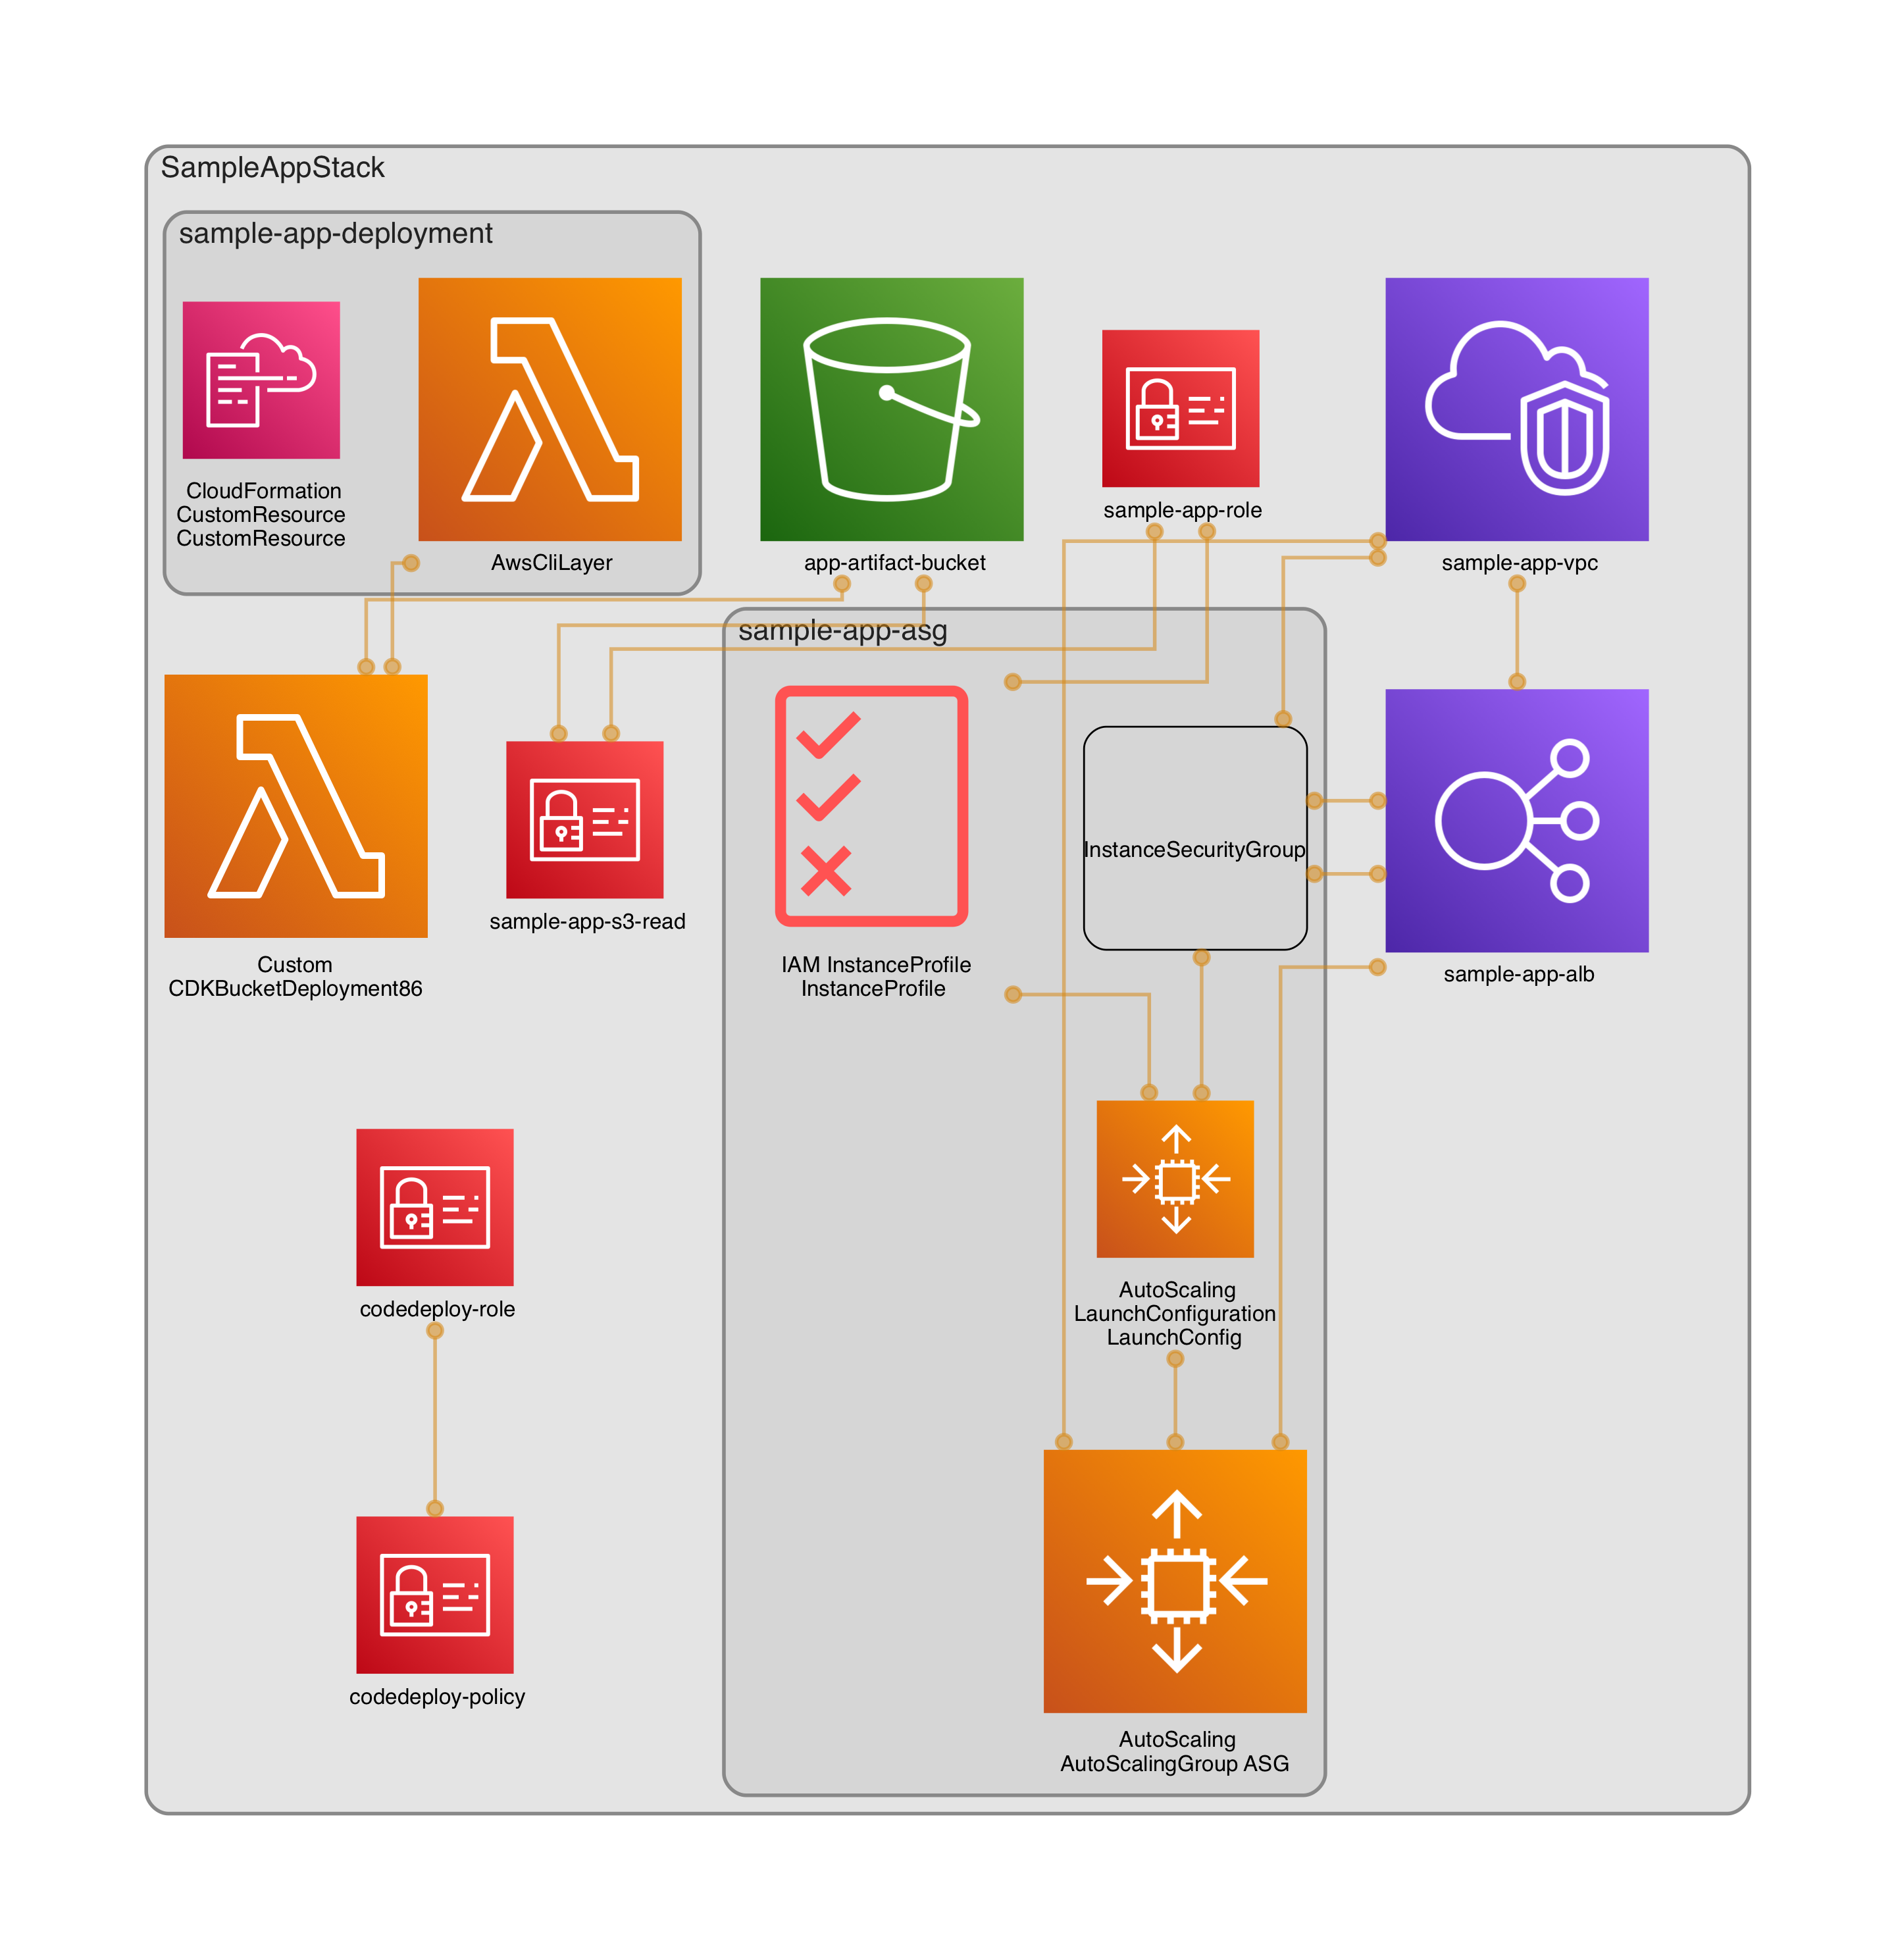 SampleAppStack
sample-app-deployment
CloudFormation
CustomResource
CustomResource
AwsCliLayer
app-artifact-bucket
sample-app-role
sample-app-vpc
sample-app-asg
Custom
CDKBucketDeployment86
sample-app-s3-read
IAM InstanceProfile
InstanceProfile
InstanceSecurityGroup
sample-app-alb
codedeploy-role
AutoScaling
LaunchConfiguration
LaunchConfig
codedeploy-policy
AutoScaling
AutoScalingGroup ASG